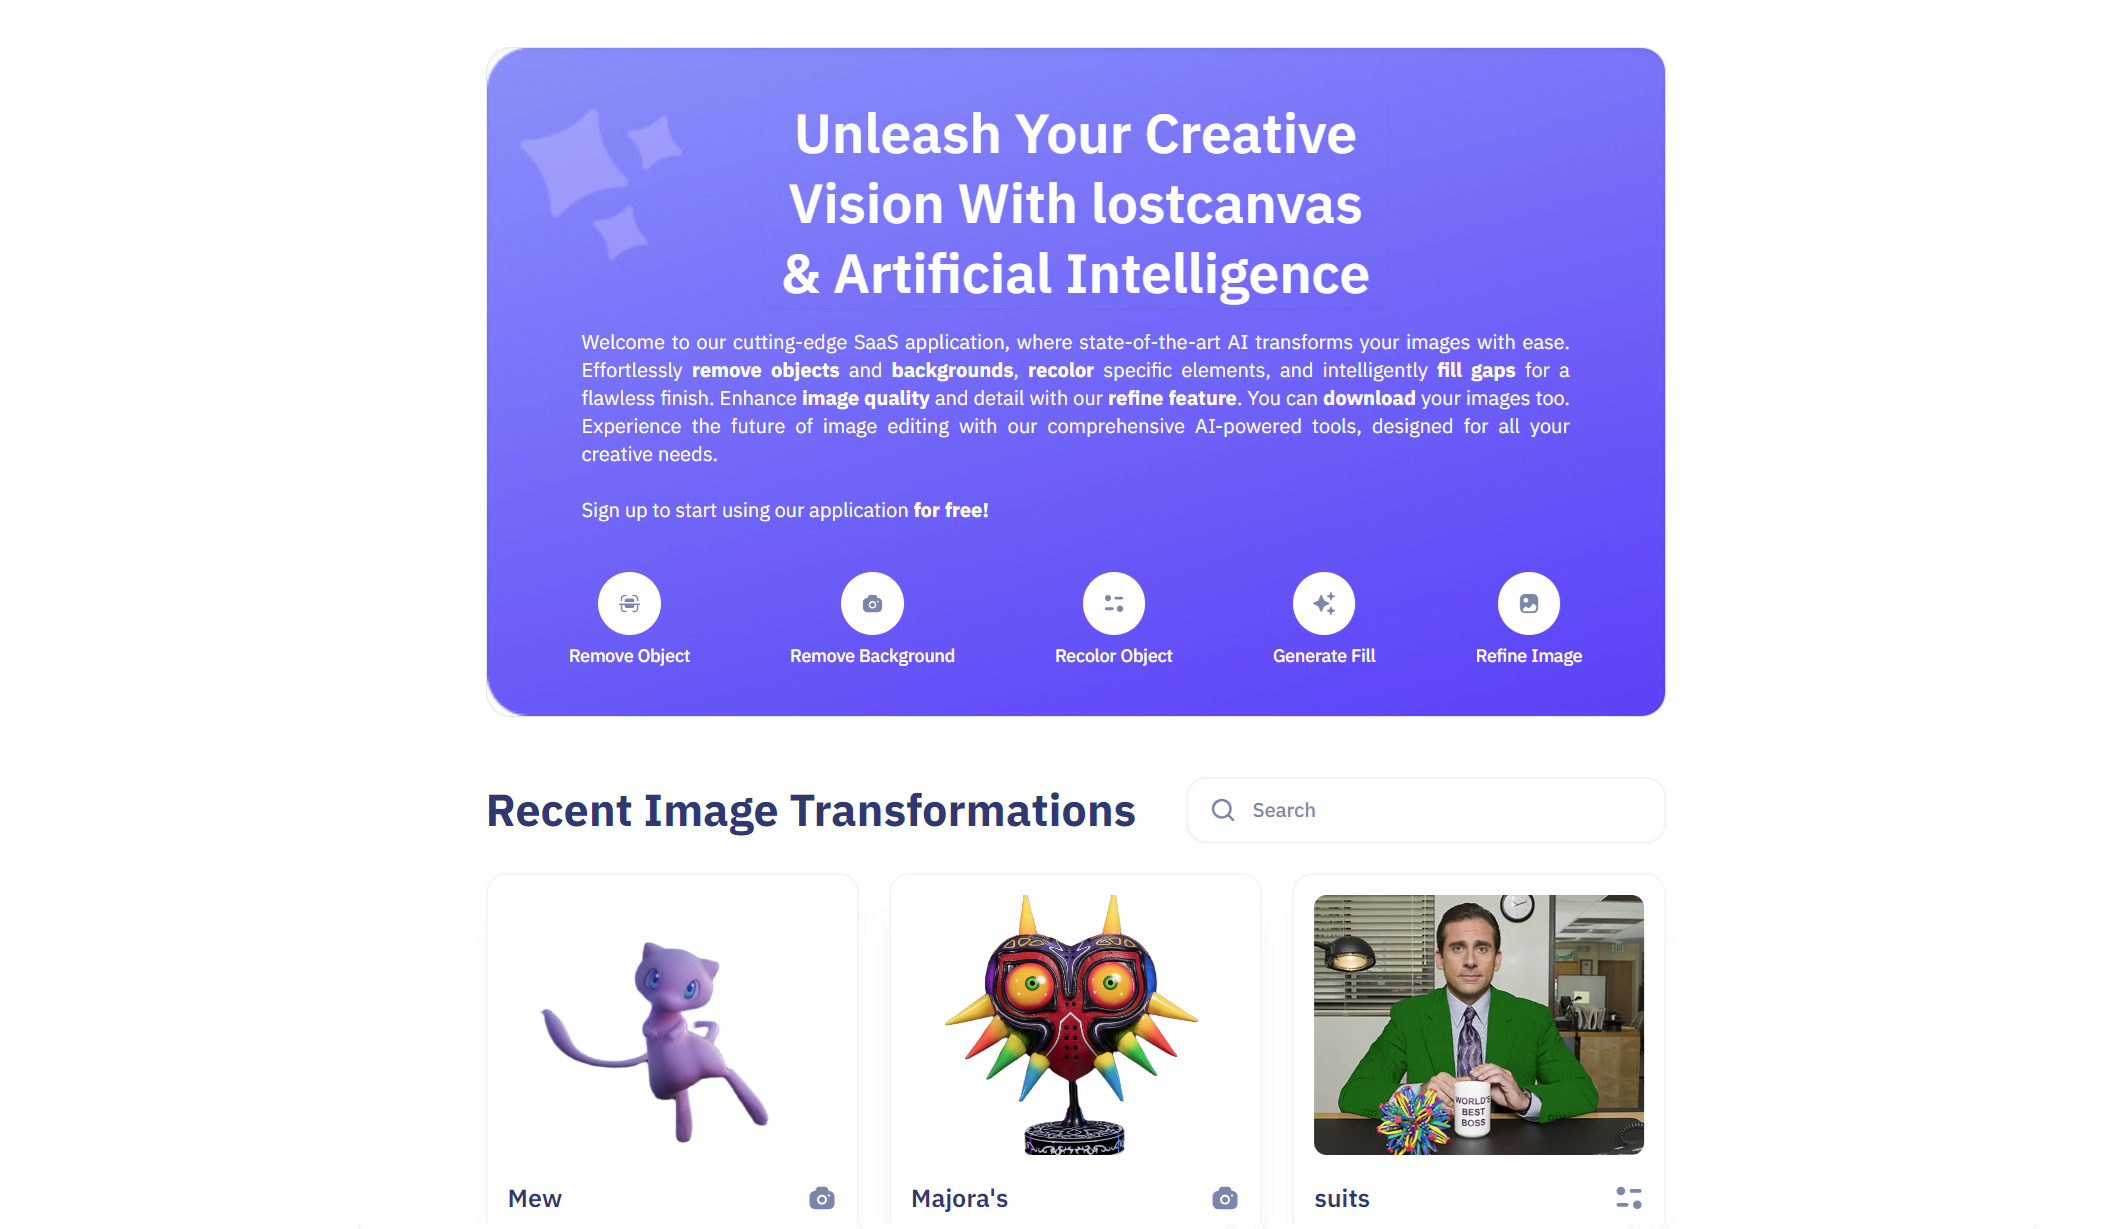 Unleash Your Creative
Vision With lostcanvas
& Artificial Intelligence
Welcome to our cutting-edge SaaS application, where state-of-the-art AI transforms your images with ease.
Effortlessly remove objects and backgrounds, recolor specific elements, and intelligently fill gaps for a
flawless finish. Enhance image quality and detail with our refine feature. You can download your images too.
Experience the future of image editing with our comprehensive AI-powered tools, designed for all your
creative needs.
Sign up to start using our application for free!
Remove Object
Remove Background
Recolor Object
Generate Fill
Refine Image
Recent Image Transformations
Search
EXIT
WORLD'S
BEST
BOSS
Mew
Majora's
suits